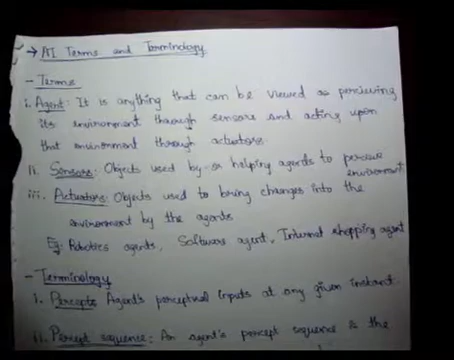 → AI Terms and Terminology
- Terms
i. Agent: It is anything that can be viewed as percieving
its environment through sensors and acting upon
that environment through actuators.
ii. Sensors: Objects used by or helping agents to percieve
environment
iii. Actuators: Objects used to bring changes into the
environment by the agents
Eg: Robotics agents, Software agent, Internet shopping agent
- Terminology
i. Percepts: Agent's perceptual inputs at any given instant
ii. Percept sequence: An agent's percept sequence is the